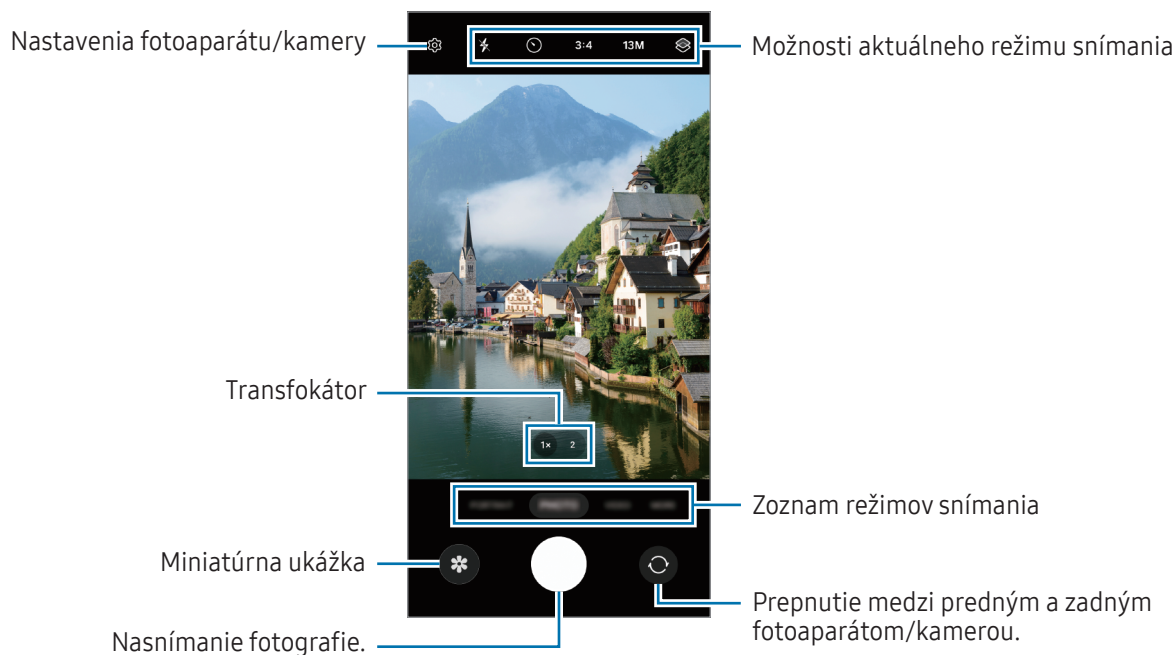 Nastavenia fotoaparátu/kamery
3:4
13M
Možnosti aktuálneho režimu snímania
Transfokátor
1x
2
Zoznam režimov snímania
Miniatúrna ukážka
Prepnutie medzi predným a zadným
fotoaparátom/kamerou.
Nasnímanie fotografie.